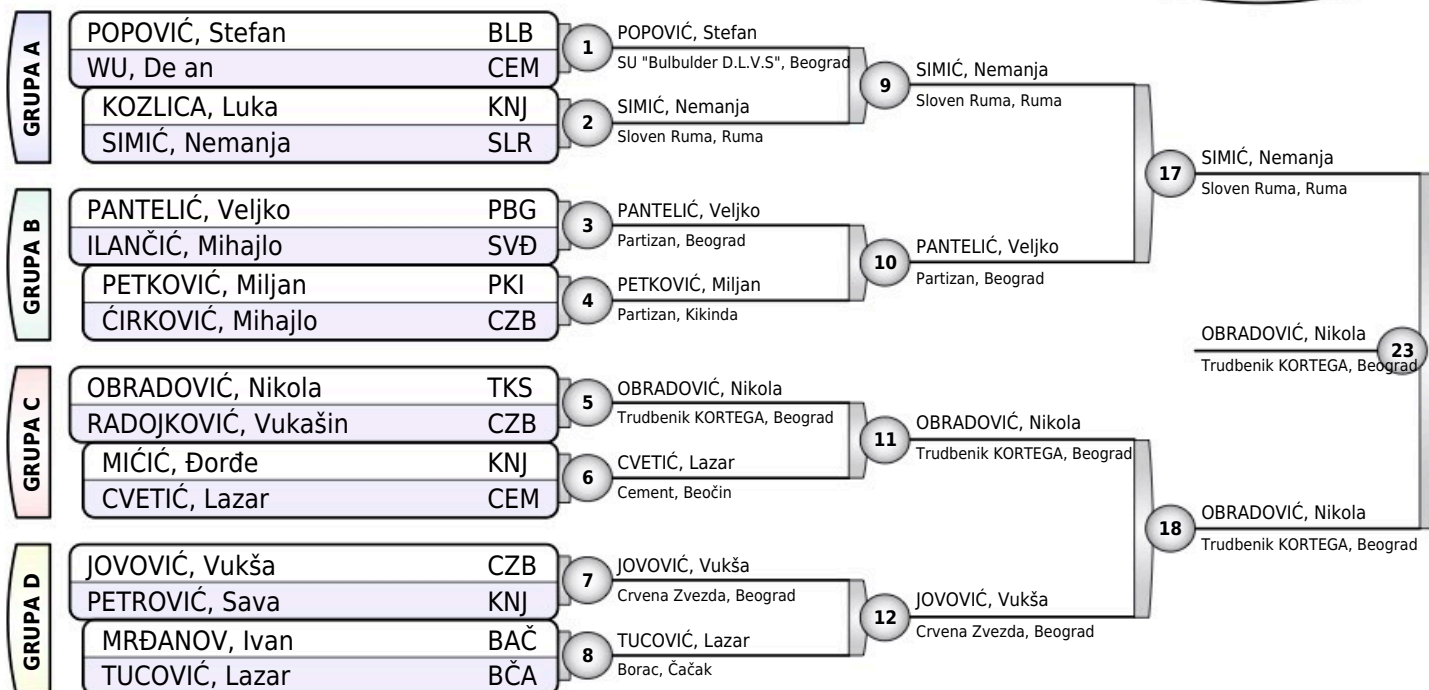 GRUPA A
POPOVIĆ, Stefan BLB
WU, De an CEM
KOZLICA, Luka KNJ
SIMIĆ, Nemanja SLR
GRUPA B
PANTELIĆ, Veljko PBG
ILANČIĆ, Mihajlo SVĐ
PETKOVIĆ, Miljan PKI
ĆIRKOVIĆ, Mihajlo CZB
GRUPA C
OBRADOVIĆ, Nikola TKS
RADOJKOVIĆ, Vukašin CZB
MIĆIĆ, Đorđe KNJ
CVETIĆ, Lazar CEM
GRUPA D
JOVOVIĆ, Vukša CZB
PETROVIĆ, Sava KNJ
MRĐANOV, Ivan BAČ
TUCOVIĆ, Lazar BČA
1
POPOVIĆ, Stefan
SU "Bulbulder D.L.V.S", Beograd
2
SIMIĆ, Nemanja
Sloven Ruma, Ruma
3
PANTELIĆ, Veljko
Partizan, Beograd
4
PETKOVIĆ, Miljan
Partizan, Kikinda
5
OBRADOVIĆ, Nikola
Trudbenik KORTEGA, Beograd
6
CVETIĆ, Lazar
Cement, Beočin
7
JOVOVIĆ, Vukša
Crvena Zvezda, Beograd
8
TUCOVIĆ, Lazar
Borac, Čačak
9
SIMIĆ, Nemanja
Sloven Ruma, Ruma
10
PANTELIĆ, Veljko
Partizan, Beograd
11
OBRADOVIĆ, Nikola
Trudbenik KORTEGA, Beograd
12
JOVOVIĆ, Vukša
Crvena Zvezda, Beograd
17
SIMIĆ, Nemanja
Sloven Ruma, Ruma
18
OBRADOVIĆ, Nikola
Trudbenik KORTEGA, Beograd
OBRADOVIĆ, Nikola
Trudbenik KORTEGA, Beograd
23